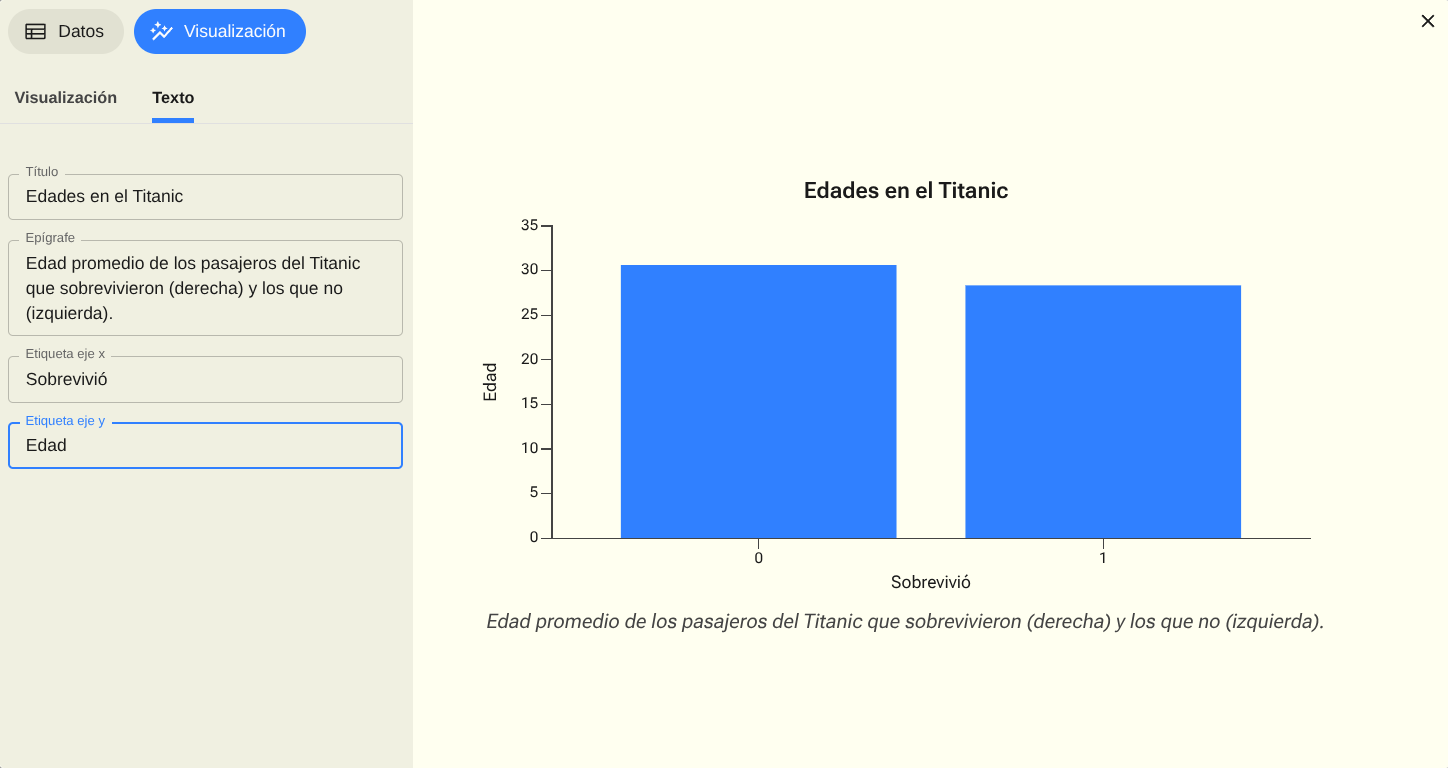 Datos
Visualización
Visualización
Texto
Título
Edades en el Titanic
Epígrafe
Edad promedio de los pasajeros del Titanic
que sobrevivieron (derecha) y los que no
(izquierda).
Etiqueta eje x
Sobrevivió
Etiqueta eje y
Edad
Edades en el Titanic
35
30
25
20
15
10
5
0
Edad
0
1
Sobrevivió
Edad promedio de los pasajeros del Titanic que sobrevivieron (derecha) y los que no (izquierda).